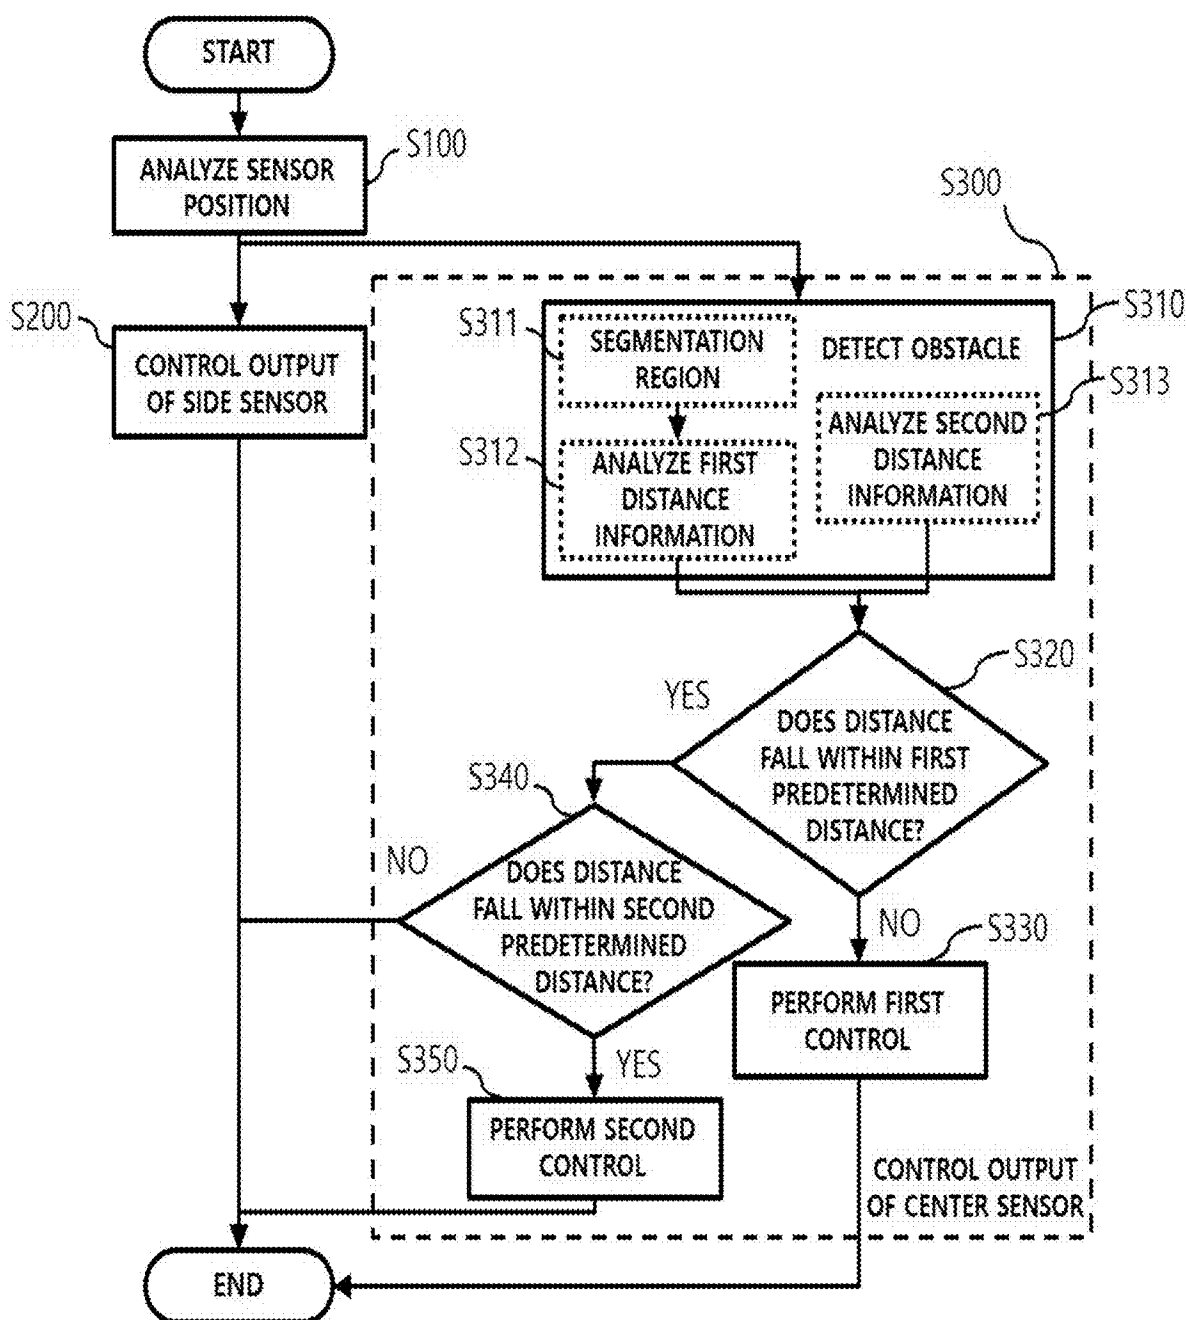 START
S100
ANALYZE SENSOR
POSITION
S300
S200
CONTROL OUTPUT
OF SIDE SENSOR
S310
S311
SEGMENTATION
REGION
DETECT OBSTACLE
S313
S312
ANALYZE FIRST
DISTANCE
INFORMATION
ANALYZE SECOND
DISTANCE
INFORMATION
S320
YES
DOES DISTANCE
FALL WITHIN FIRST
PREDETERMINED
DISTANCE?
S340
NO
DOES DISTANCE
FALL WITHIN SECOND
PREDETERMINED
DISTANCE?
NO
S330
PERFORM FIRST
CONTROL
S350
YES
PERFORM SECOND
CONTROL
CONTROL OUTPUT
OF CENTER SENSOR
END